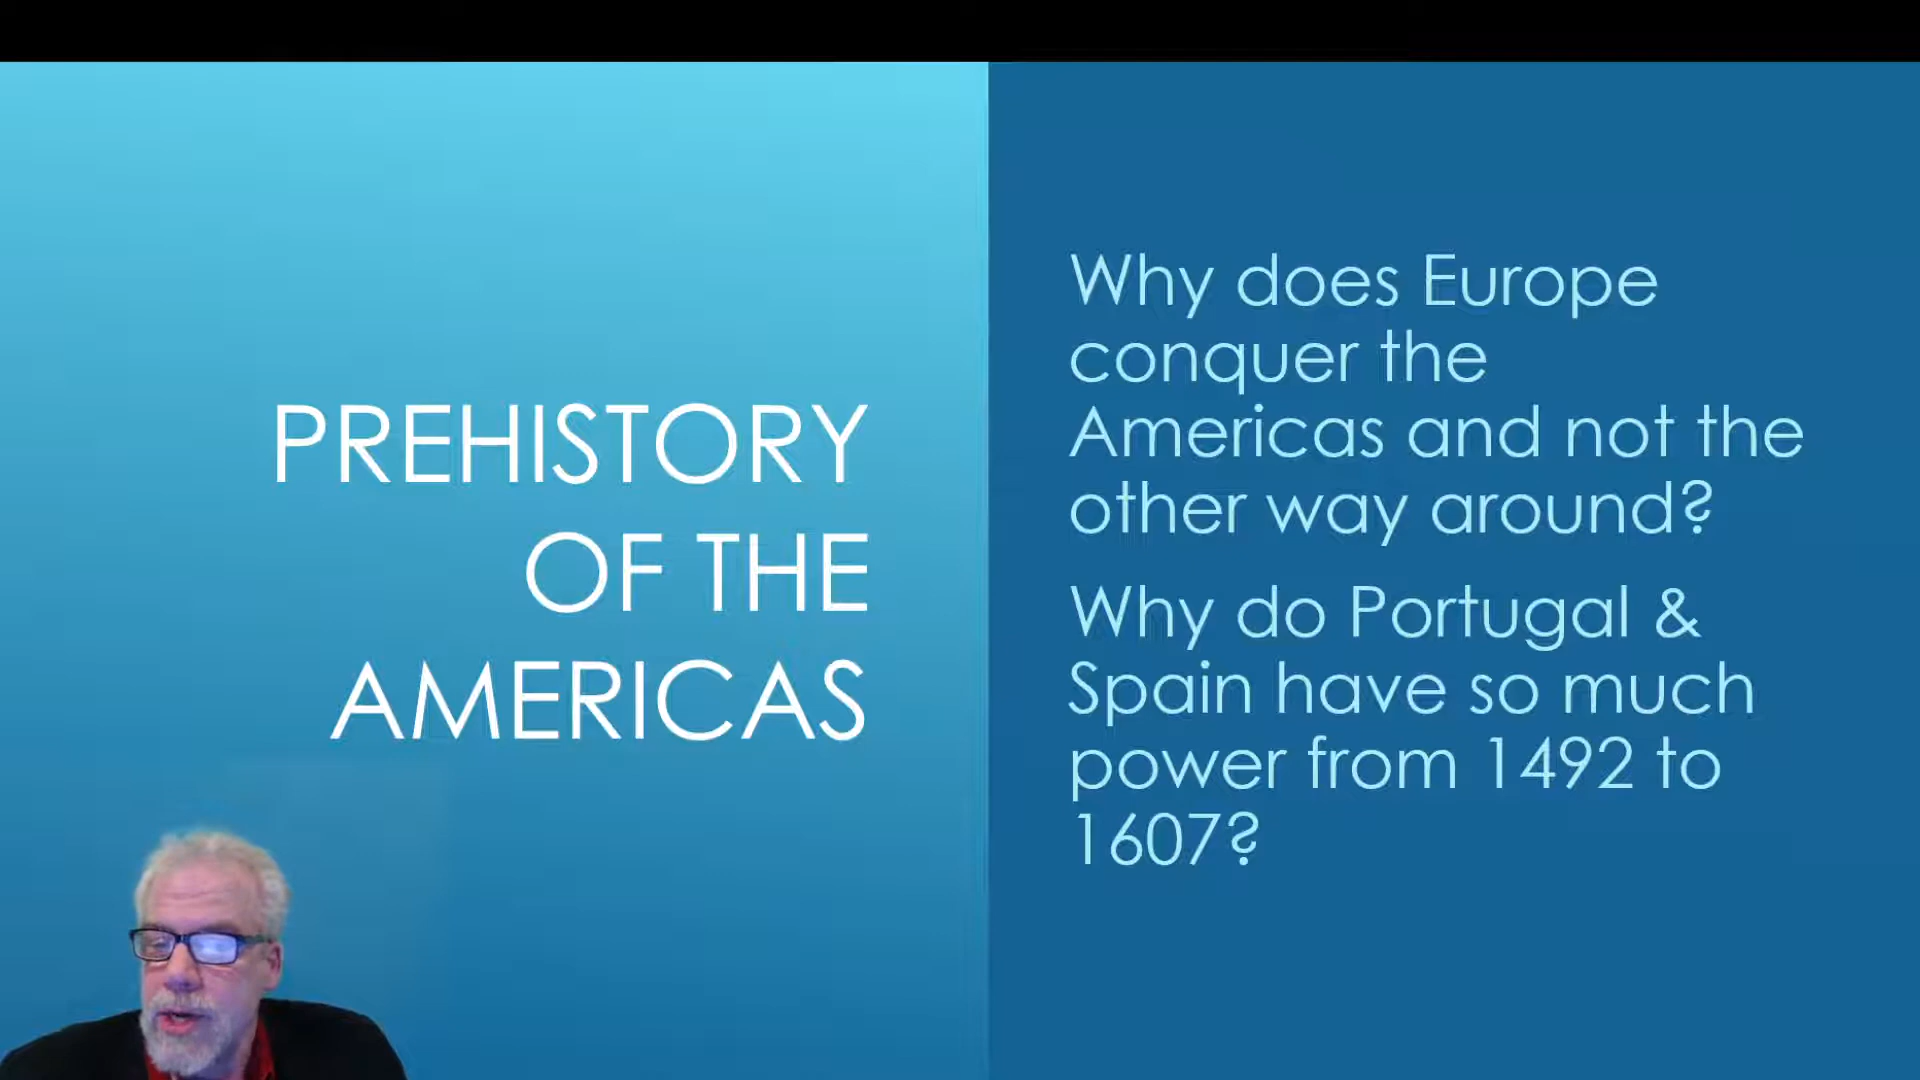 PREHISTORY
OF THE
AMERICAS
Why does Europe
conquer the
Americas and not the
other way around?
Why do Portugal &
Spain have so much
power from 1492 to
1607?